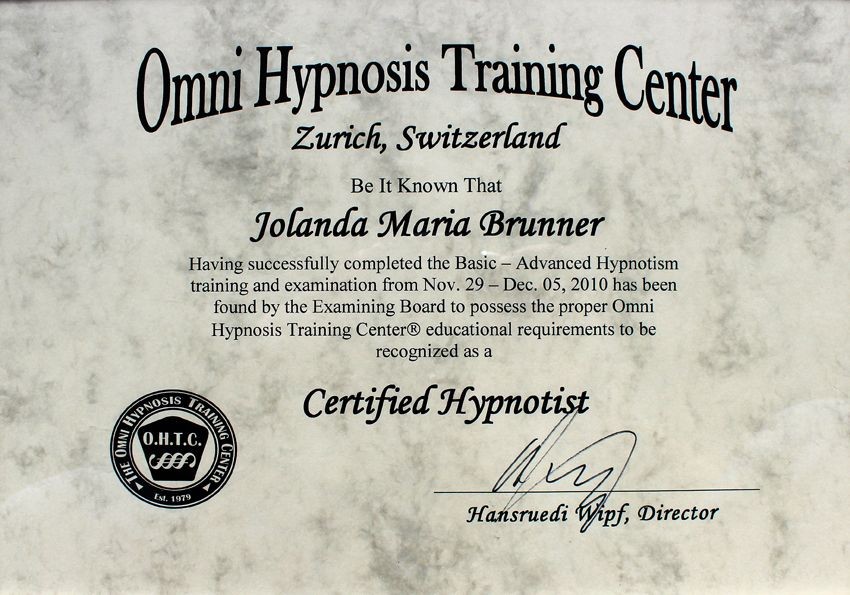 Omni Hypnosis Training Center
Zurich, Switzerland
Be It Known That
Jolanda Maria Brunner
Having successfully completed the Basic – Advanced Hypnotism
training and examination from Nov. 29 – Dec. 05, 2010 has been
found by the Examining Board to possess the proper Omni
Hypnosis Training Center® educational requirements to be
recognized as a
Certified Hypnotist
THE OMNI HYPNOSIS TRAINING CENTER
O.H.T.C.
Est. 1979
Hansruedi Wipf, Director